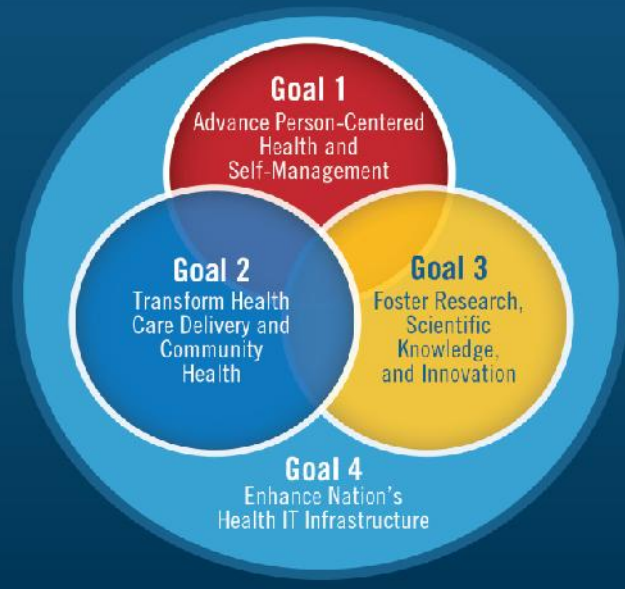 Goal 1
Advance Person-Centered
Health and
Self-Management
Goal 2
Transform Health
Care Delivery and
Community
Health
Goal 3
Foster Research,
Scientific
Knowledge,
and Innovation
Goal 4
Enhance Nation's
Health IT Infrastructure